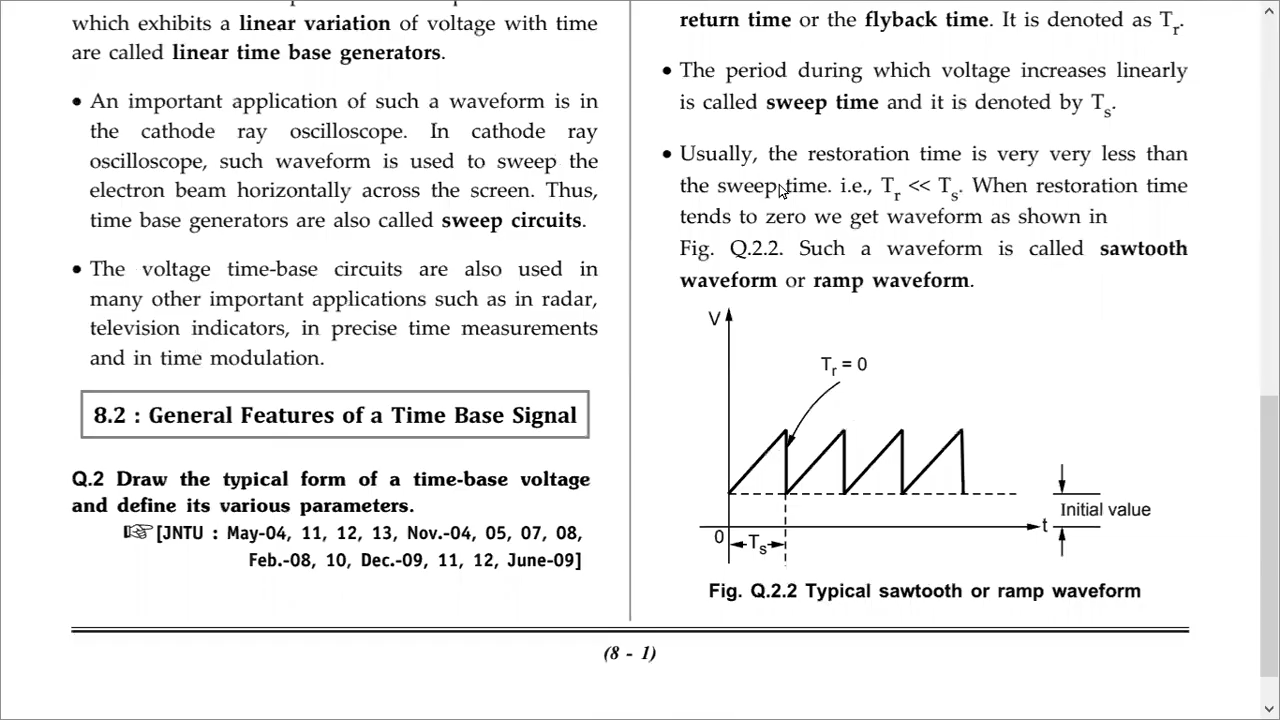 which exhibits a linear variation of voltage with time
are called linear time base generators.
• An important application of such a waveform is in
the cathode ray oscilloscope. In cathode ray
oscilloscope, such waveform is used to sweep the
electron beam horizontally across the screen. Thus,
time base generators are also called sweep circuits.
• The voltage time-base circuits are also used in
many other important applications such as in radar,
television indicators, in precise time measurements
and in time modulation.
8.2 : General Features of a Time Base Signal
Q.2 Draw the typical form of a time-base voltage
and define its various parameters.
☞[JNTU : May-04, 11, 12, 13, Nov.-04, 05, 07, 08,
Feb.-08, 10, Dec.-09, 11, 12, June-09]
return time or the flyback time. It is denoted as Tr.
• The period during which voltage increases linearly
is called sweep time and it is denoted by Ts.
• Usually, the restoration time is very very less than
the sweep time. i.e., Tr << Ts. When restoration time
tends to zero we get waveform as shown in
Fig. Q.2.2. Such a waveform is called sawtooth
waveform or ramp waveform.
V
Tr = 0
Initial value
t
0
Ts
Fig. Q.2.2 Typical sawtooth or ramp waveform
(8 - 1)